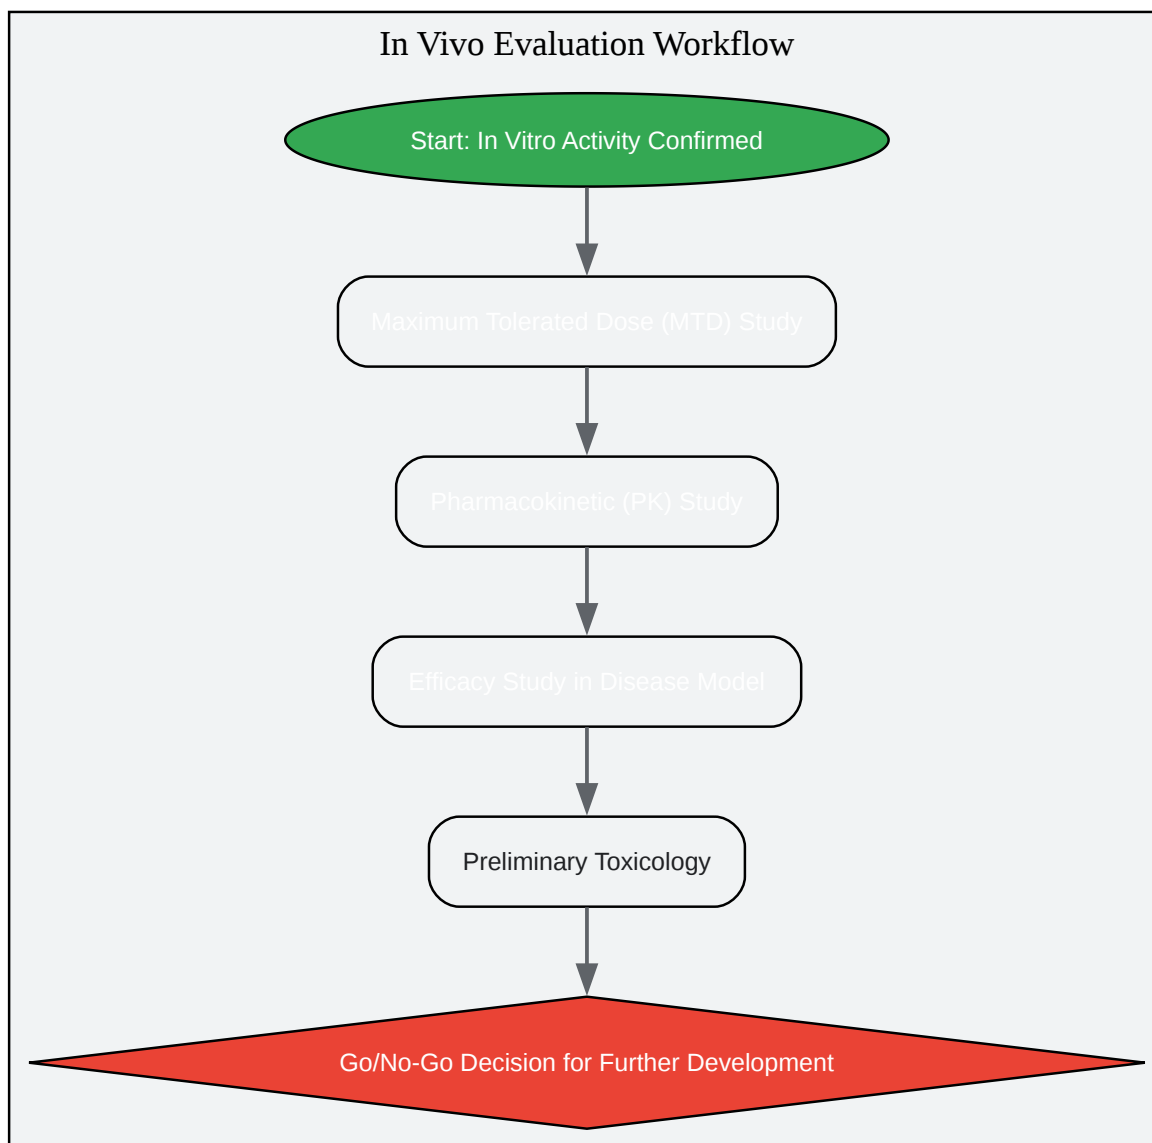 In Vivo Evaluation Workflow
Start: In Vitro Activity Confirmed
Maximum Tolerated Dose (MTD) Study
Pharmacokinetic (PK) Study
Efficacy Study in Disease Model
Preliminary Toxicology
Go/No-Go Decision for Further Development